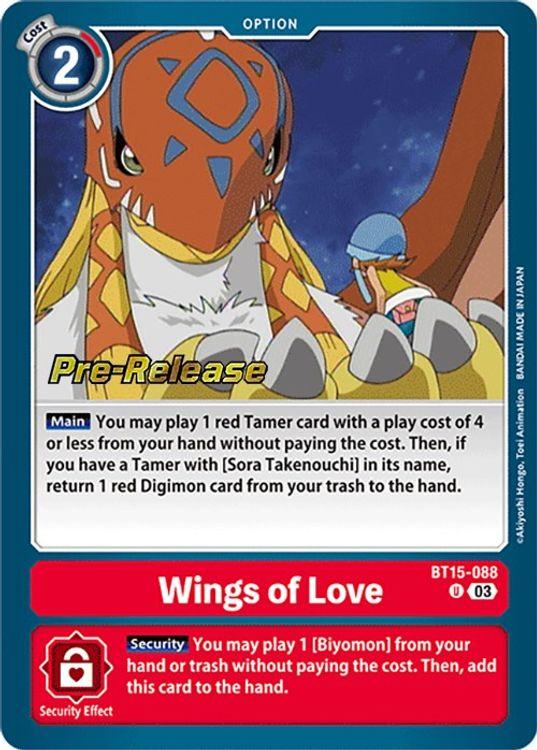 OPTION
Cost
2
Pre-Release
Main You may play 1 red Tamer card with a play cost of 4
or less from your hand without paying the cost. Then, if
you have a Tamer with [Sora Takenouchi] in its name,
return 1 red Digimon card from your trash to the hand.
©Akiyoshi Hongo, Toei Animation BANDAI MADE IN JAPAN
BT15-088
Wings of Love
U 03
Security You may play 1 [Biyomon] from your
hand or trash without paying the cost. Then, add
this card to the hand.
Security Effect